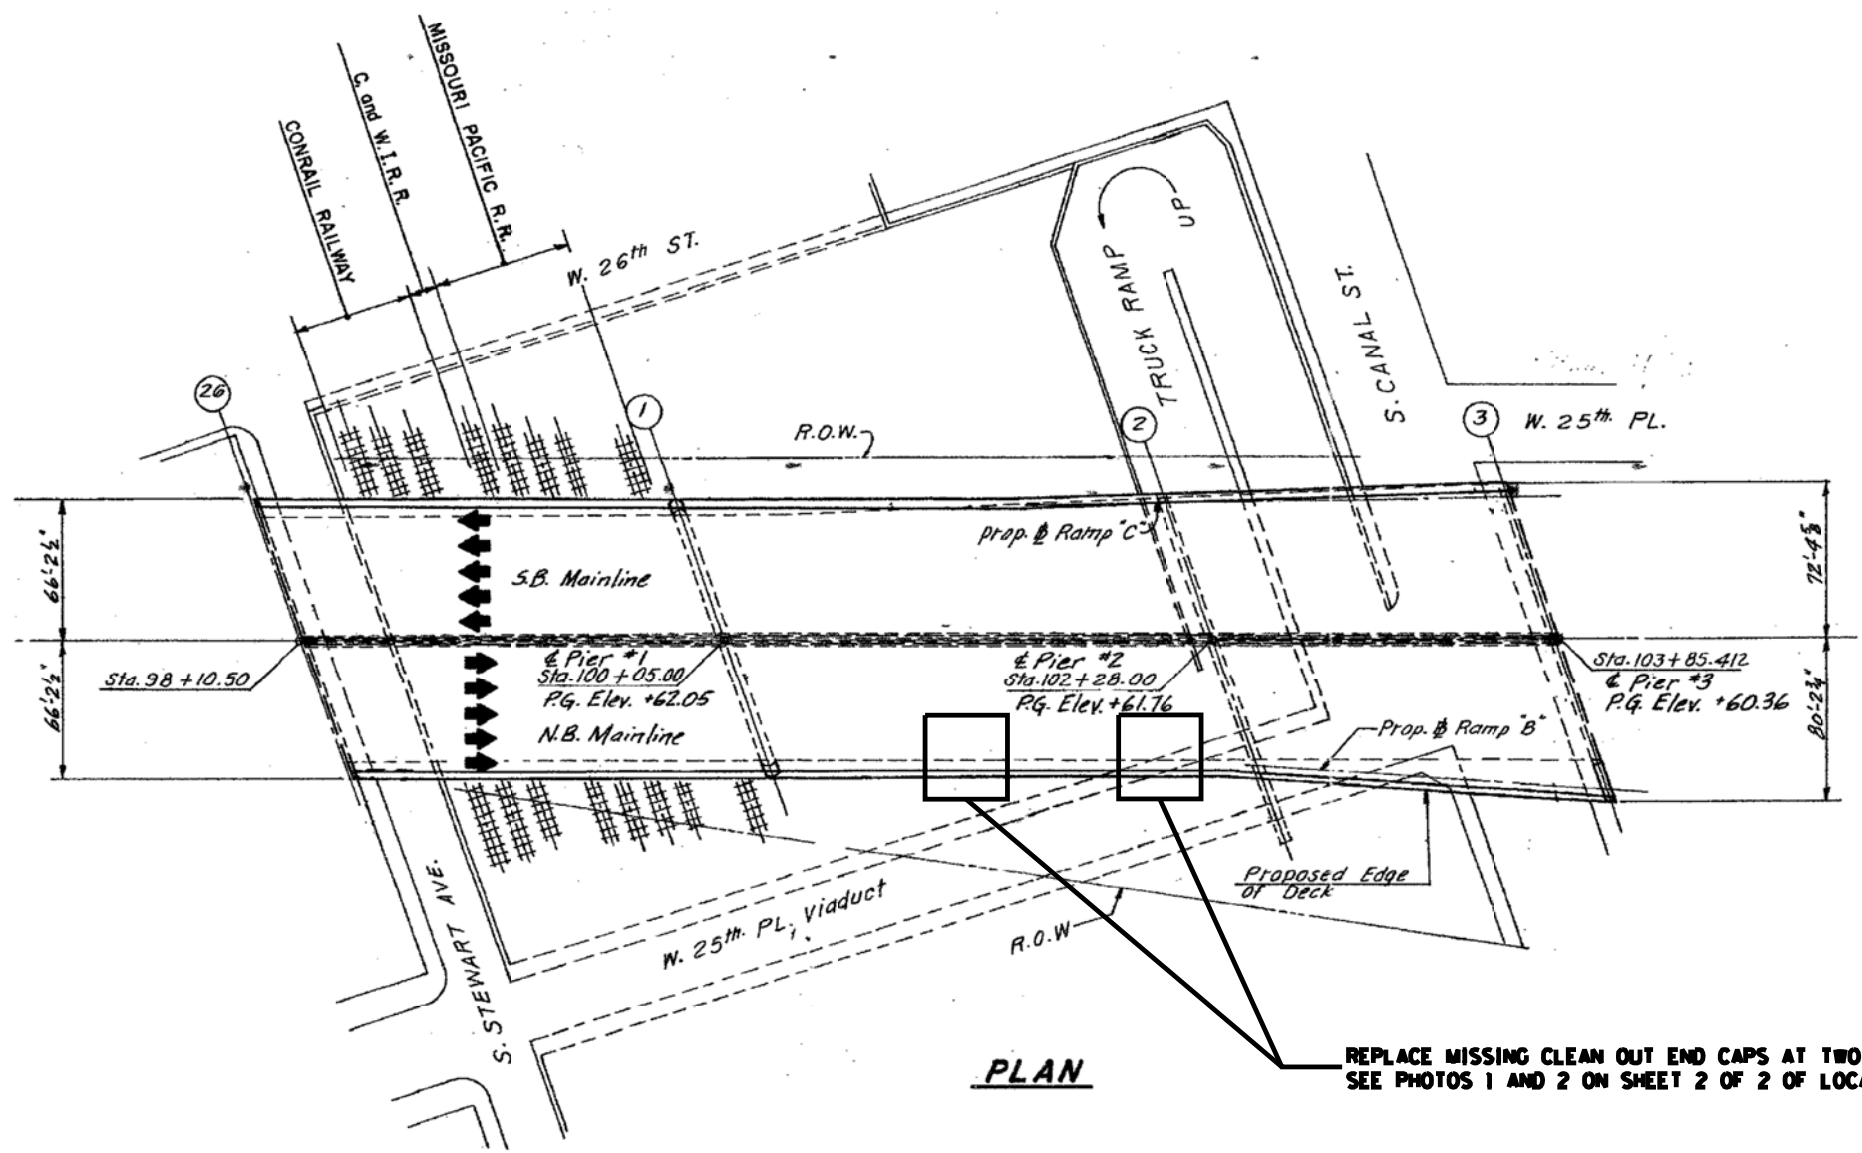 MISSOURI PACIFIC R.R.
C. and W.I.R.R.
CONRAIL RAILWAY
W. 26th ST.
UP
TRUCK RAMP
S. CANAL ST.
26
1
2
3
W. 25th PL.
R.O.W.
prop. ⅊ Ramp "C"
66'-2½"
S.B. Mainline
72'-4⅝"
Sta. 98+10.50
℄ Pier #1
Sta. 100+05.00
P.G. Elev. +62.05
℄ Pier #2
Sta. 102+28.00
P.G. Elev. +61.76
Sta. 103+85.412
℄ Pier #3
P.G. Elev. +60.36
66'-2½"
N.B. Mainline
Prop. ⅊ Ramp "B"
80'-2¾"
Proposed Edge
of Deck
W. 25th. PL. Viaduct
R.O.W
S. STEWART AVE.
PLAN
REPLACE MISSING CLEAN OUT END CAPS AT TWO
SEE PHOTOS 1 AND 2 ON SHEET 2 OF 2 OF